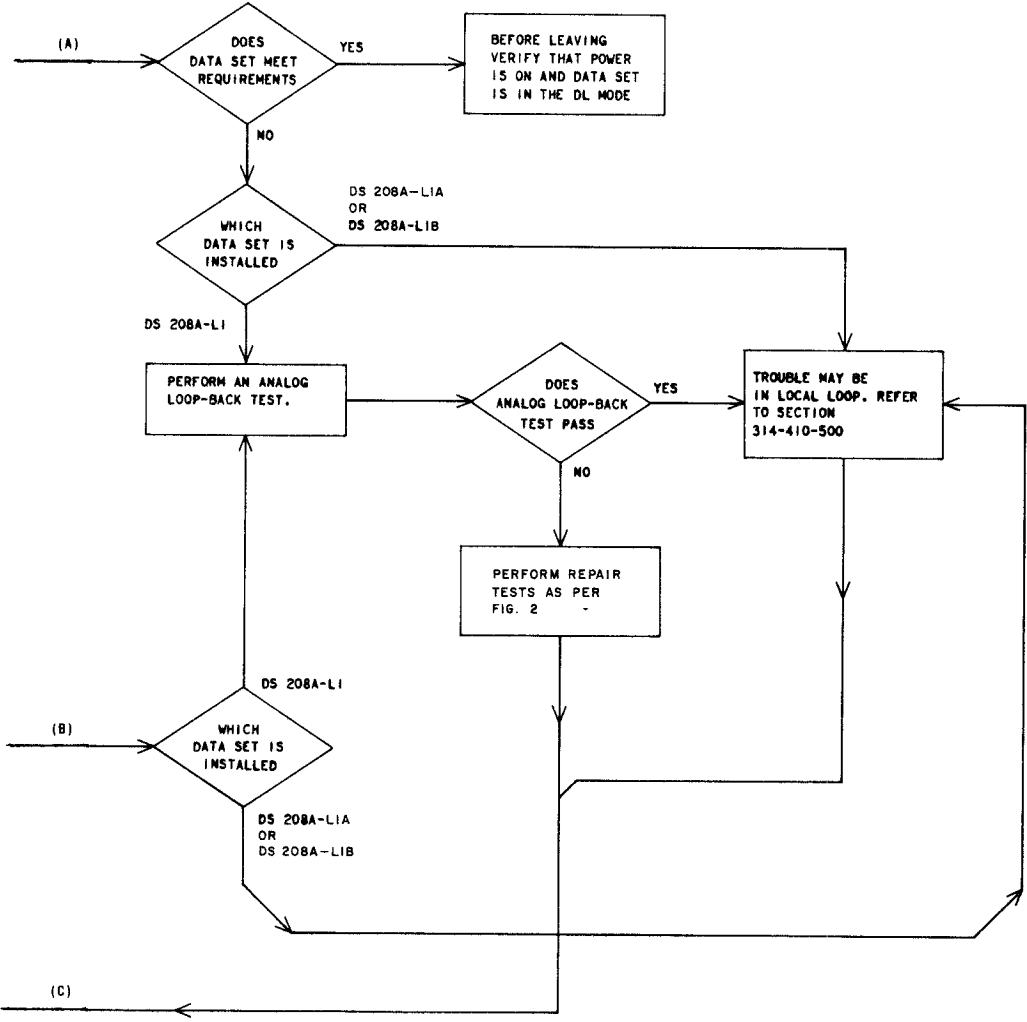 (A)
DOES
DATA SET MEET
REQUIREMENTS
YES
BEFORE LEAVING
VERIFY THAT POWER
IS ON AND DATA SET
IS IN THE DL MODE
NO
WHICH
DATA SET IS
INSTALLED
DS 208A-L1A
OR
DS 208A-L1B
DS 208A-L1
PERFORM AN ANALOG
LOOP-BACK TEST.
DOES
ANALOG LOOP-BACK
TEST PASS
YES
TROUBLE MAY BE
IN LOCAL LOOP. REFER
TO SECTION
314-410-500
NO
PERFORM REPAIR
TESTS AS PER
FIG. 2 -
DS 208A-L1
(B)
WHICH
DATA SET IS
INSTALLED
DS 208A-L1A
OR
DS 208A-L1B
(C)